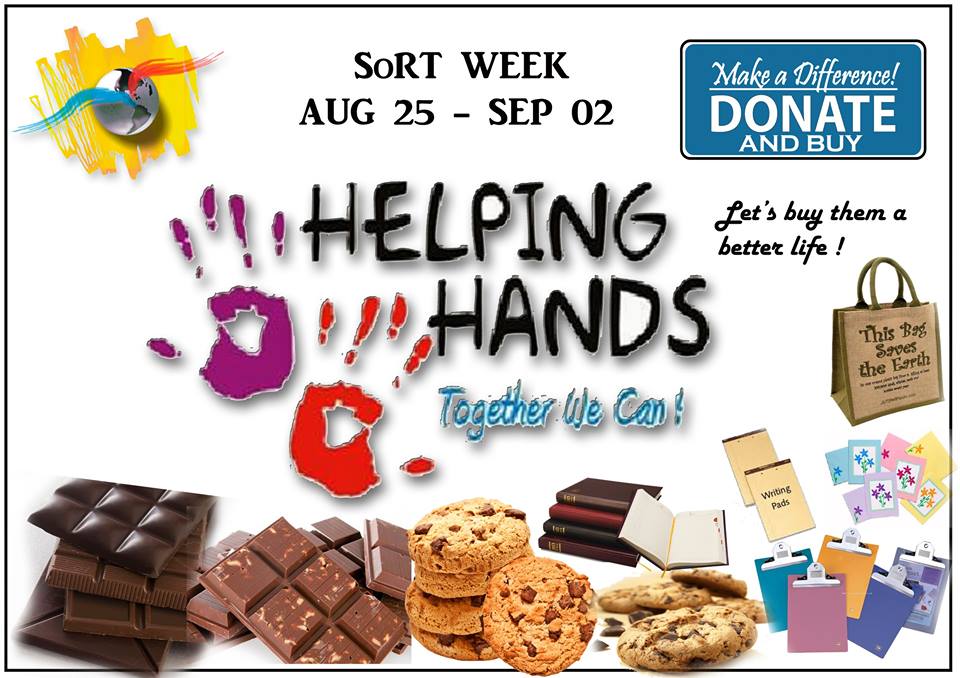 SoRT WEEK
AUG 25 - SEP 02
Make a Difference!
DONATE
AND BUY
HELPING
HANDS
Together We Can !
Let's buy them a
better life !
This Bag
Saves
the Earth
Writing
Pads